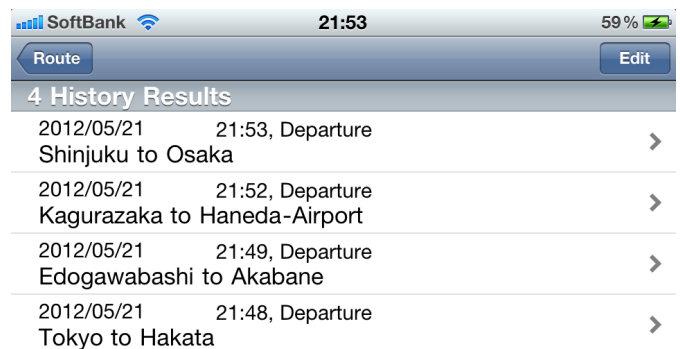 SoftBank 21:53 59%
Route Edit
4 History Results
2012/05/21 21:53, Departure
Shinjuku to Osaka
2012/05/21 21:52, Departure
Kagurazaka to Haneda-Airport
2012/05/21 21:49, Departure
Edogawabashi to Akabane
2012/05/21 21:48, Departure
Tokyo to Hakata